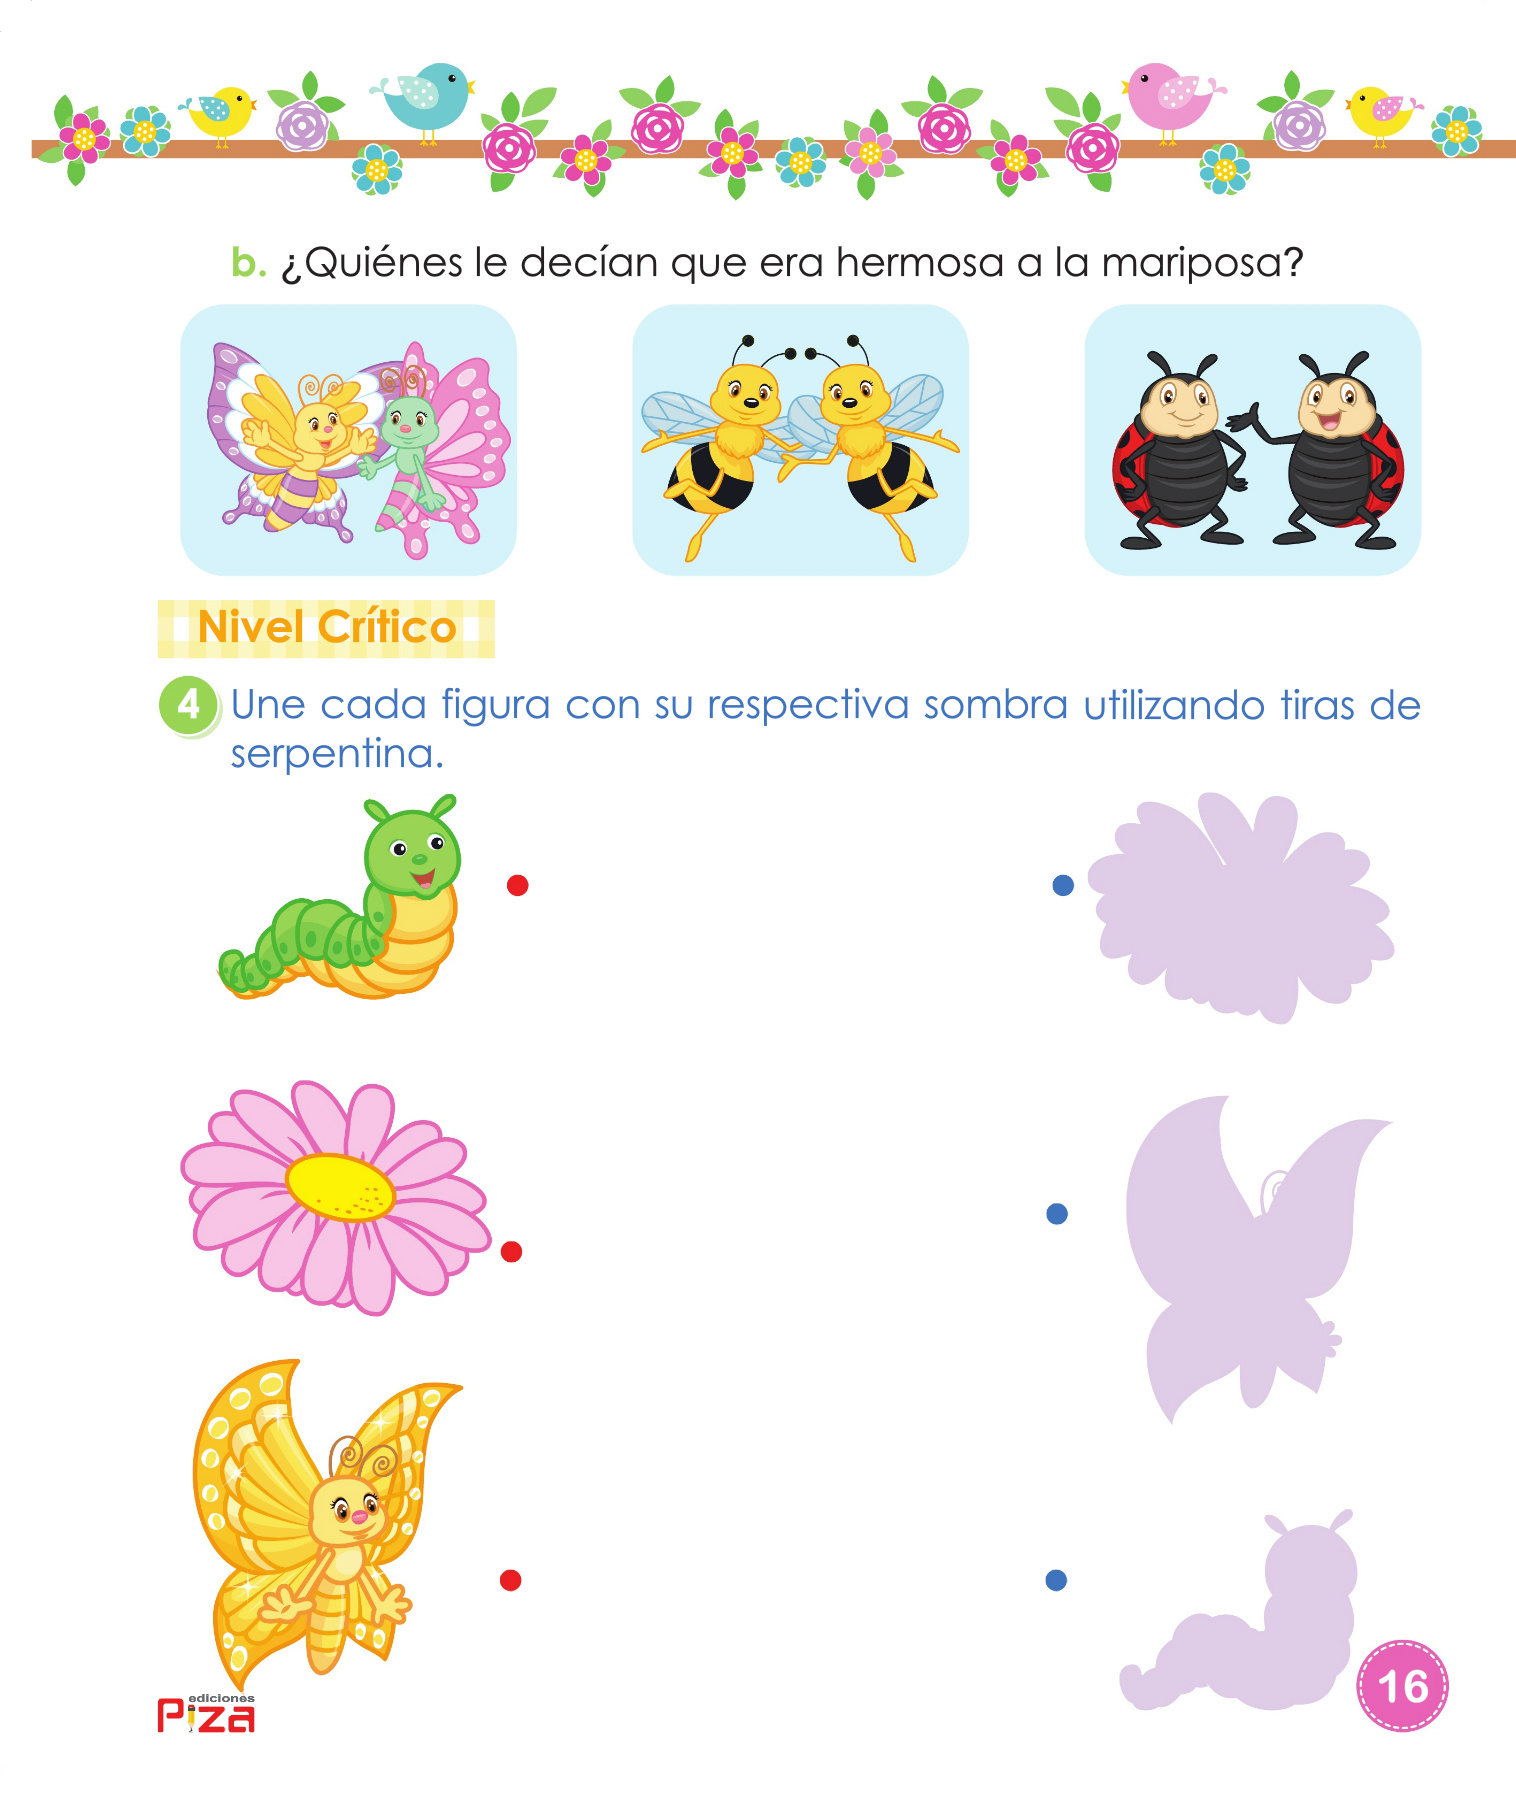 b. ¿Quiénes le decían que era hermosa a la mariposa?
Nivel Crítico
4 Une cada figura con su respectiva sombra utilizando tiras de
serpentina.
ediciones
Piza
16